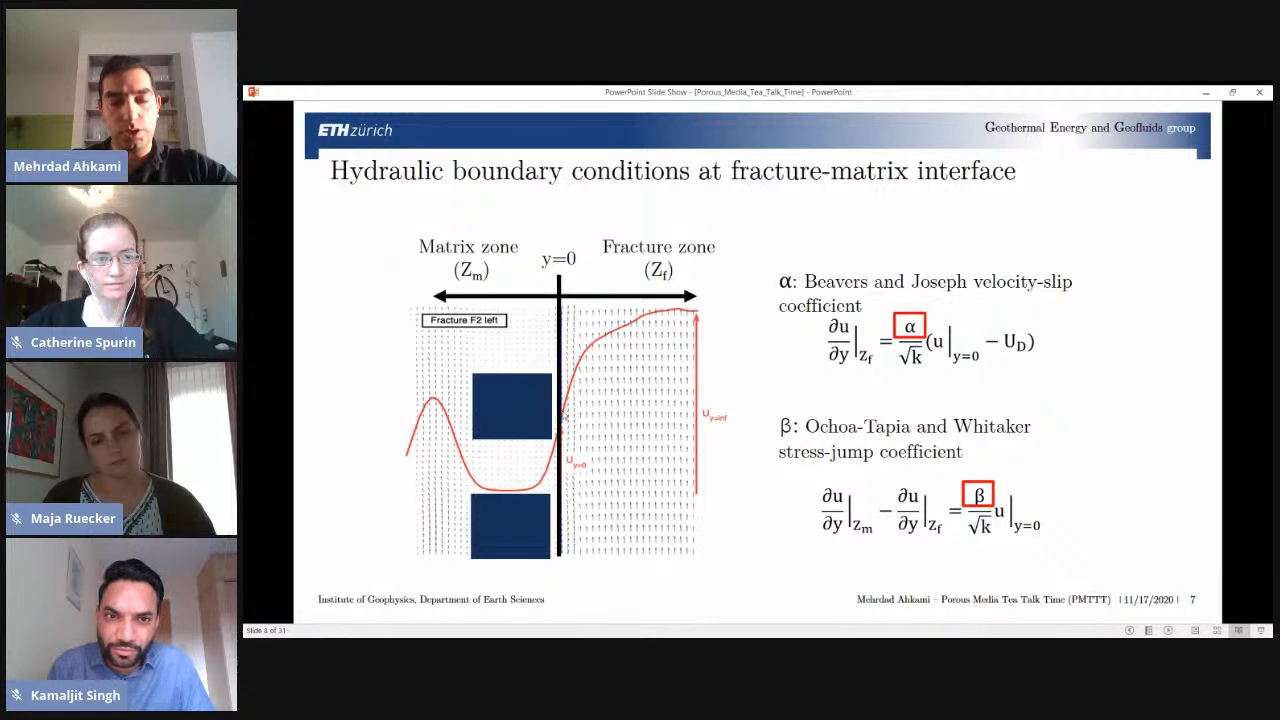 Mehrdad Ahkami
Catherine Spurin
Maja Ruecker
Kamaljit Singh
PowerPoint Slide Show - [Porous_Media_Tea_Talk_Time] - PowerPoint
ETH zürich
Geothermal Energy and Geofluids group
Hydraulic boundary conditions at fracture-matrix interface
Matrix zone
(Zm)
y=0
Fracture zone
(Zf)
Fracture F2 left
Uy=0
Uy=inf
α: Beavers and Joseph velocity-slip
coefficient
∂u/∂y|Zf = α/√k (u|y=0 − UD)
β: Ochoa-Tapia and Whitaker
stress-jump coefficient
∂u/∂y|Zm − ∂u/∂y|Zf = β/√k u|y=0
Institute of Geophysics, Department of Earth Sciences
Mehrdad Ahkami – Porous Media Tea Talk Time (PMTTT) | 11/17/2020 | 7
Slide 8 of 31